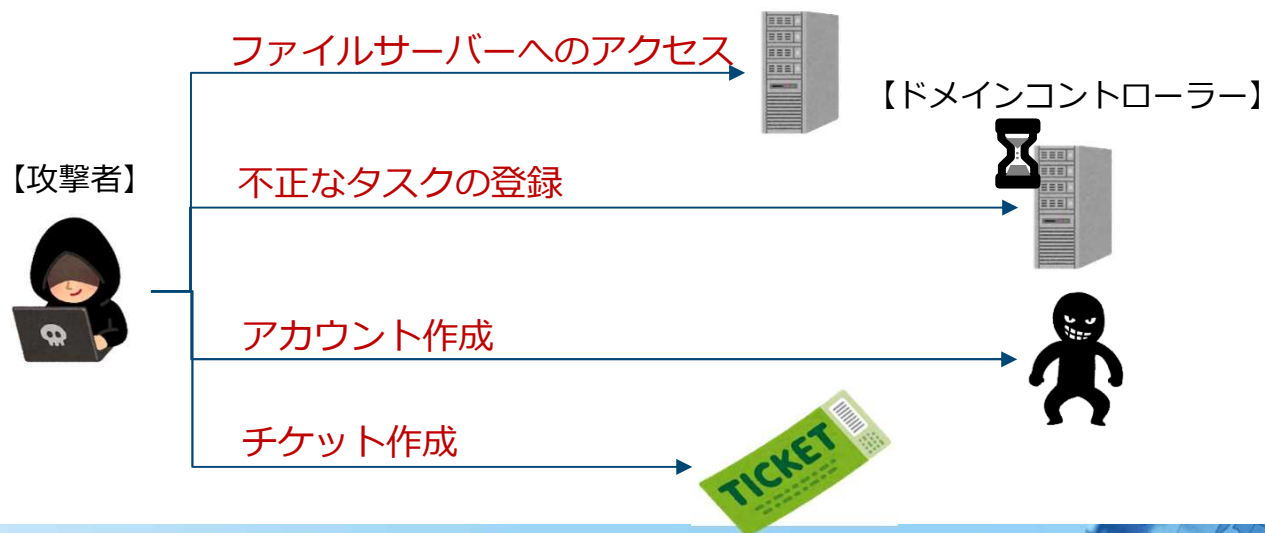 ファイルサーバーへのアクセス
【ドメインコントローラー】
【攻撃者】
不正なタスクの登録
アカウント作成
チケット作成
TICKET